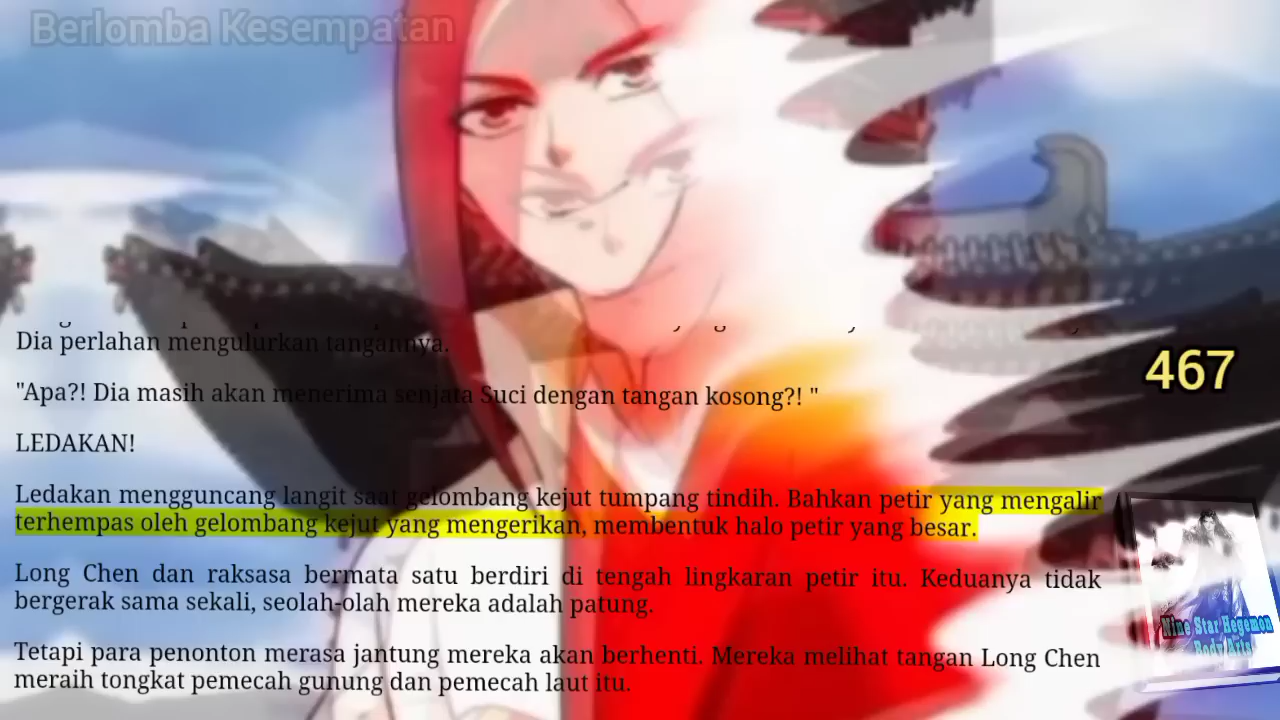 Berlomba Kesempatan
Dia perlahan mengulurkan tangannya.
467
"Apa?! Dia masih akan menerima senjata Suci dengan tangan kosong?! "
LEDAKAN!
Ledakan mengguncang langit saat gelombang kejut tumpang tindih. Bahkan petir yang mengalir
terhempas oleh gelombang kejut yang mengerikan, membentuk halo petir yang besar.
Long Chen dan raksasa bermata satu berdiri di tengah lingkaran petir itu. Keduanya tidak
bergerak sama sekali, seolah-olah mereka adalah patung.
Nine Star Hegemon
Body Arts
Tetapi para penonton merasa jantung mereka akan berhenti. Mereka melihat tangan Long Chen
meraih tongkat pemecah gunung dan pemecah laut itu.